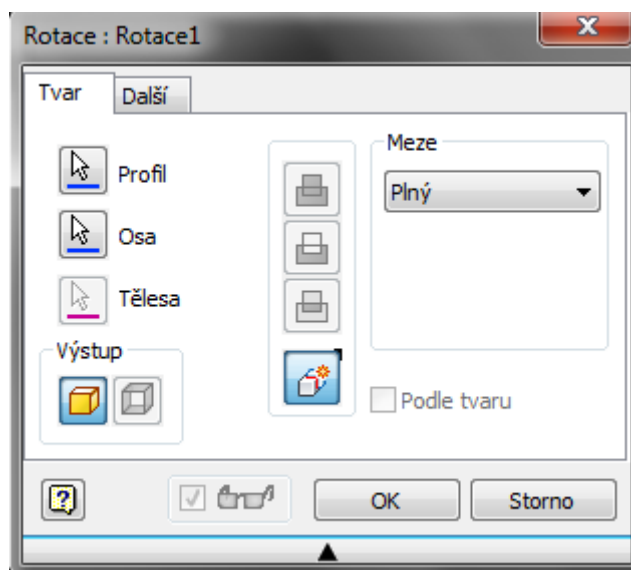 Rotace : Rotace1
Tvar
Další
Profil
Osa
Tělesa
Výstup
Meze
Plný
Podle tvaru
OK
Storno